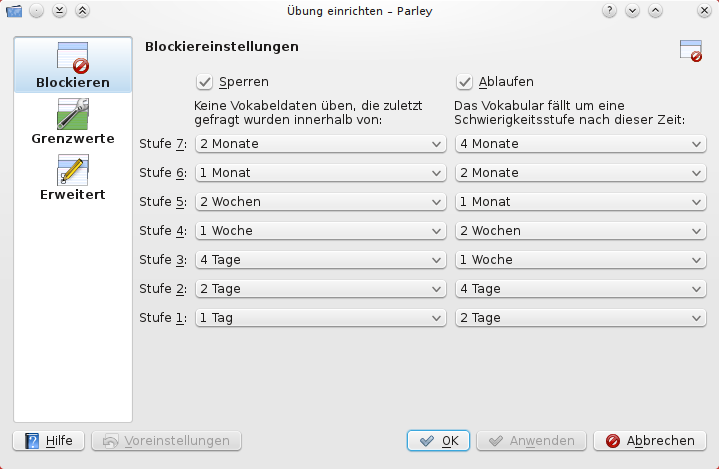 Übung einrichten – Parley
Blockieren
Grenzwerte
Erweitert
Blockiereinstellungen
Sperren Ablaufen
Keine Vokabeldaten üben, die zuletzt Das Vokabular fällt um eine
gefragt wurden innerhalb von: Schwierigkeitsstufe nach dieser Zeit:
Stufe 7: 2 Monate 4 Monate
Stufe 6: 1 Monat 2 Monate
Stufe 5: 2 Wochen 1 Monat
Stufe 4: 1 Woche 2 Wochen
Stufe 3: 4 Tage 1 Woche
Stufe 2: 2 Tage 4 Tage
Stufe 1: 1 Tag 2 Tage
Hilfe Voreinstellungen OK Anwenden Abbrechen